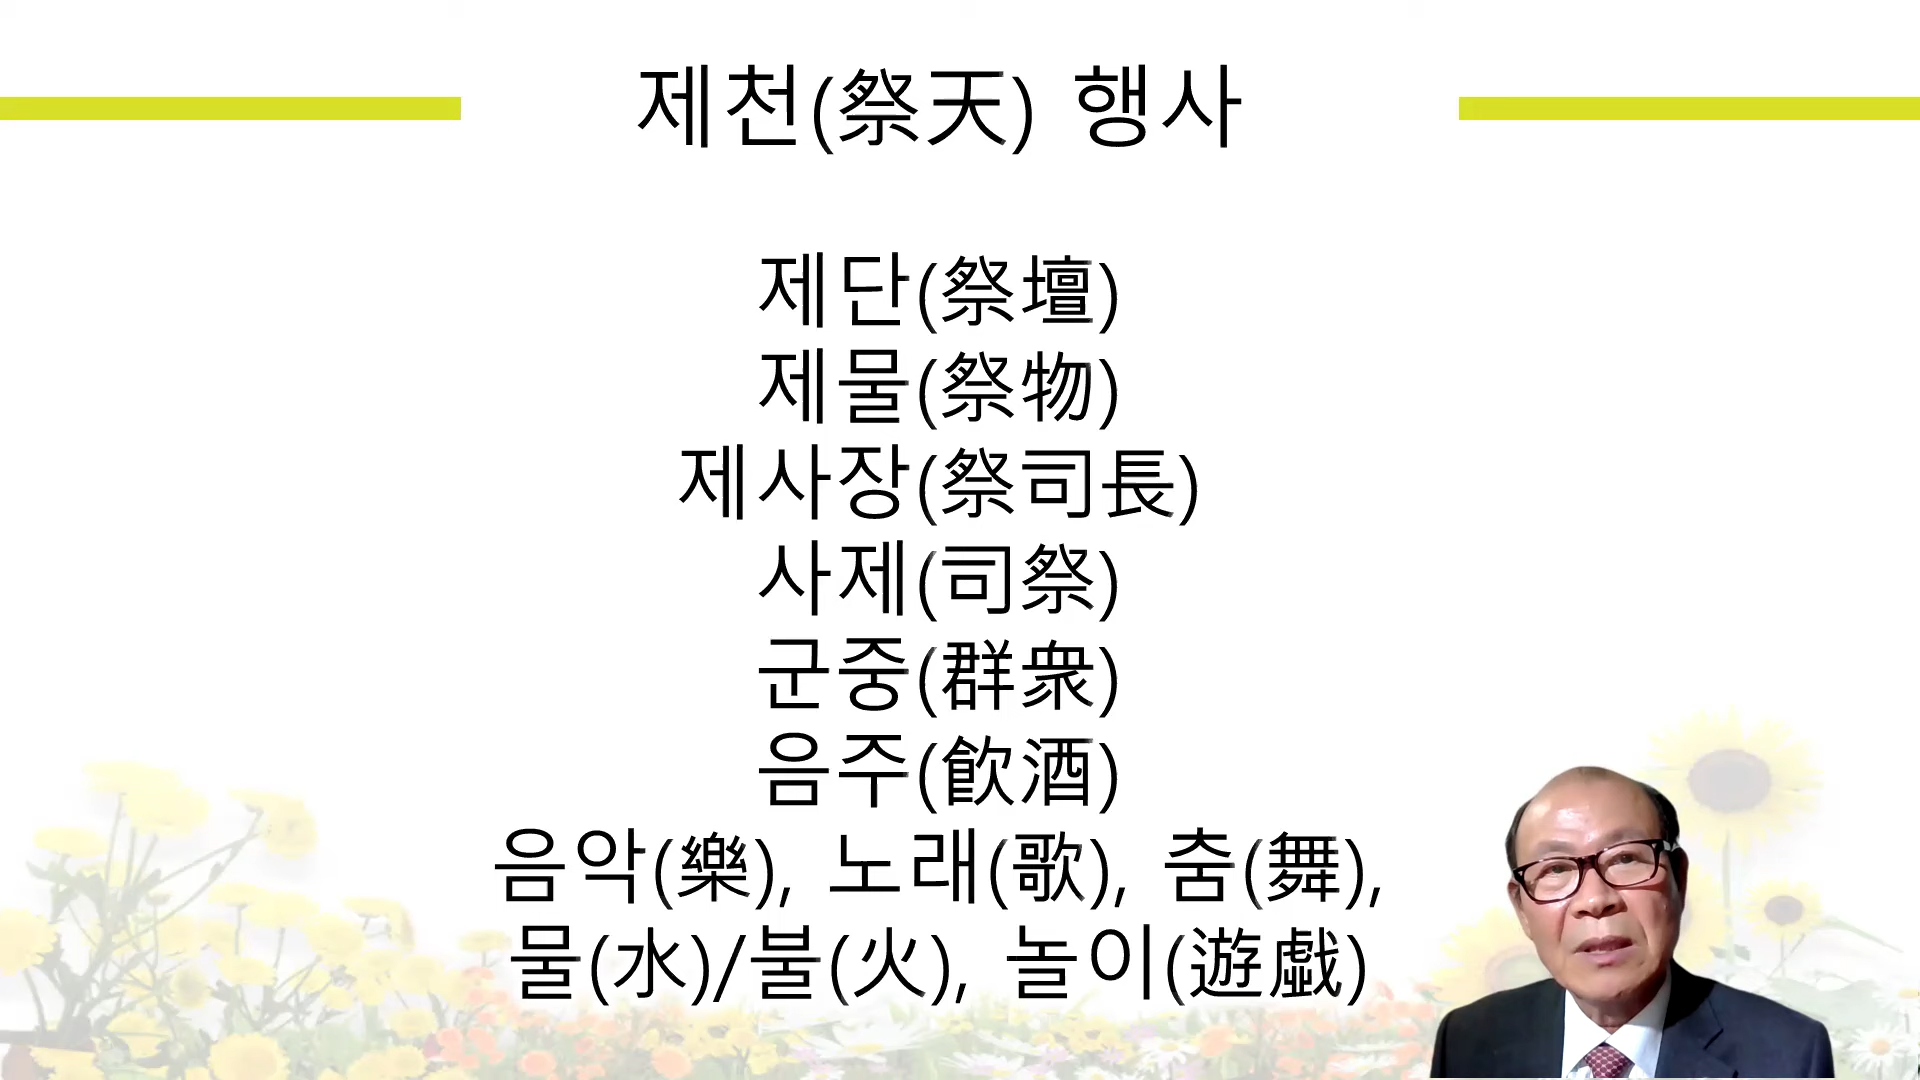 제천(祭天) 행사
제단(祭壇)
제물(祭物)
제사장(祭司長)
사제(司祭)
군중(群衆)
음주(飮酒)
음악(樂), 노래(歌), 춤(舞),
물(水)/불(火), 놀이(遊戱)